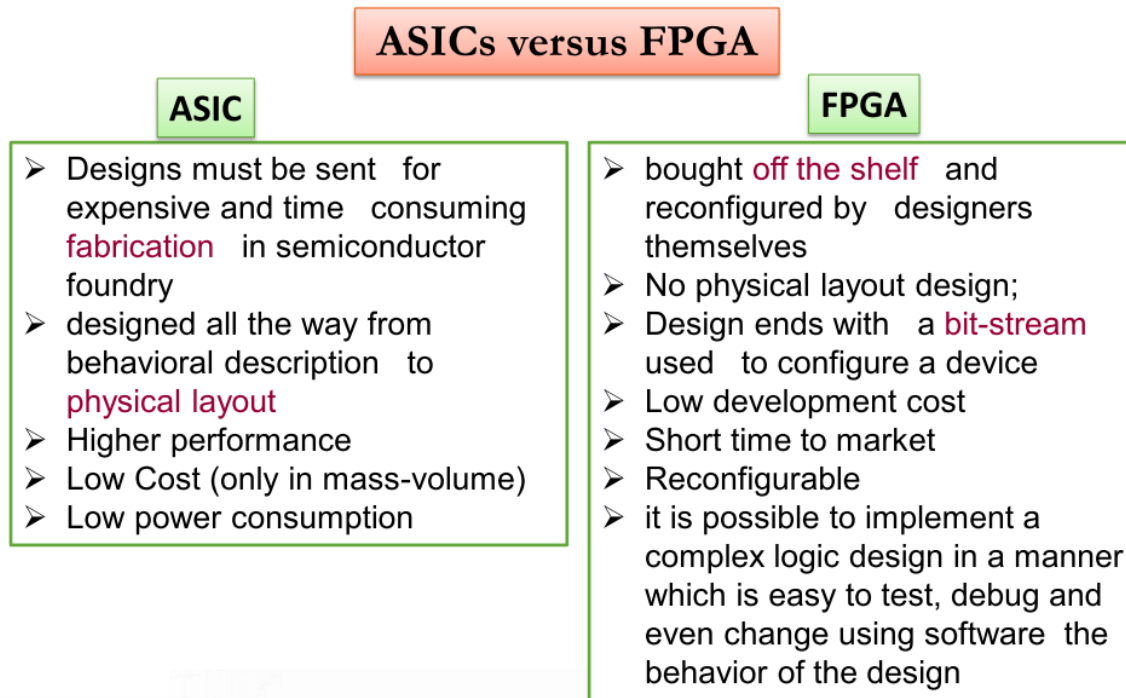 ASICs versus FPGA
ASIC
➢ Designs must be sent for
expensive and time consuming
fabrication in semiconductor
foundry
➢ designed all the way from
behavioral description to
physical layout
➢ Higher performance
➢ Low Cost (only in mass-volume)
➢ Low power consumption
FPGA
➢ bought off the shelf and
reconfigured by designers
themselves
➢ No physical layout design;
➢ Design ends with a bit-stream
used to configure a device
➢ Low development cost
➢ Short time to market
➢ Reconfigurable
➢ it is possible to implement a
complex logic design in a manner
which is easy to test, debug and
even change using software the
behavior of the design